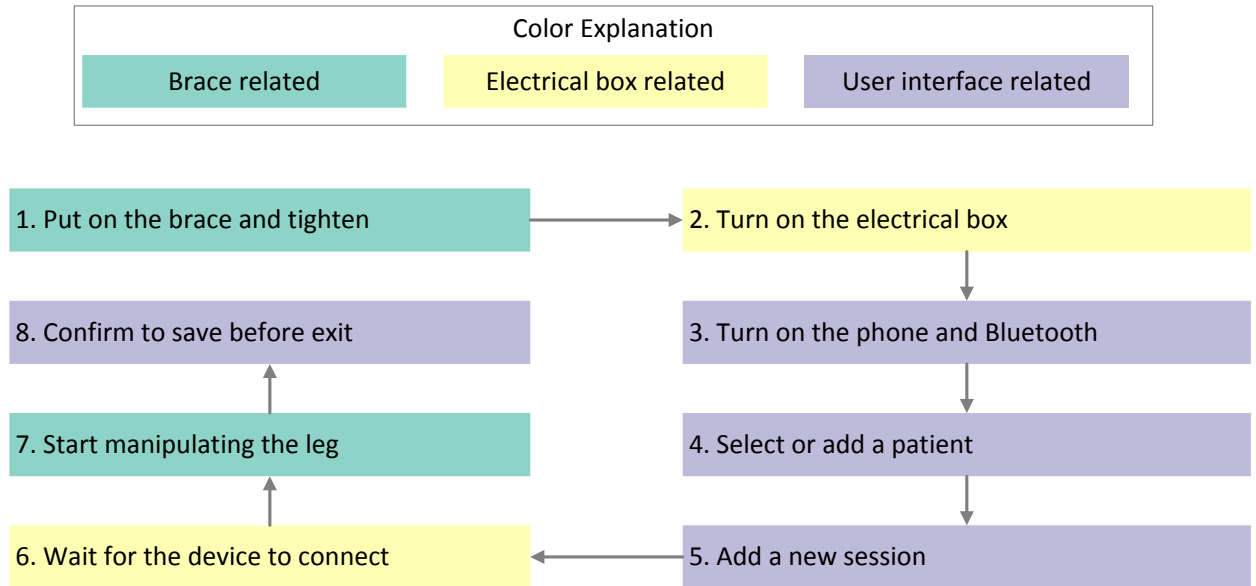 Color Explanation
Brace related
Electrical box related
User interface related
1. Put on the brace and tighten
2. Turn on the electrical box
8. Confirm to save before exit
3. Turn on the phone and Bluetooth
7. Start manipulating the leg
4. Select or add a patient
6. Wait for the device to connect
5. Add a new session